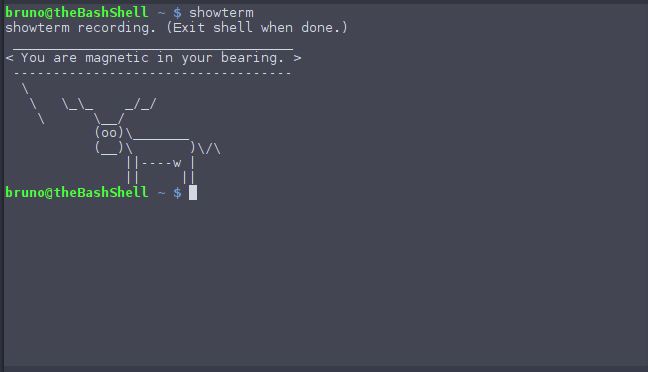 bruno@theBashShell ~ $ showterm
showterm recording. (Exit shell when done.)
 ___________________________________
< You are magnetic in your bearing. >
 -----------------------------------
  \
   \   \_\_    _/_/
    \      \__/
           (oo)\_______
           (__)\       )\/\
               ||----w |
               ||     ||
bruno@theBashShell ~ $